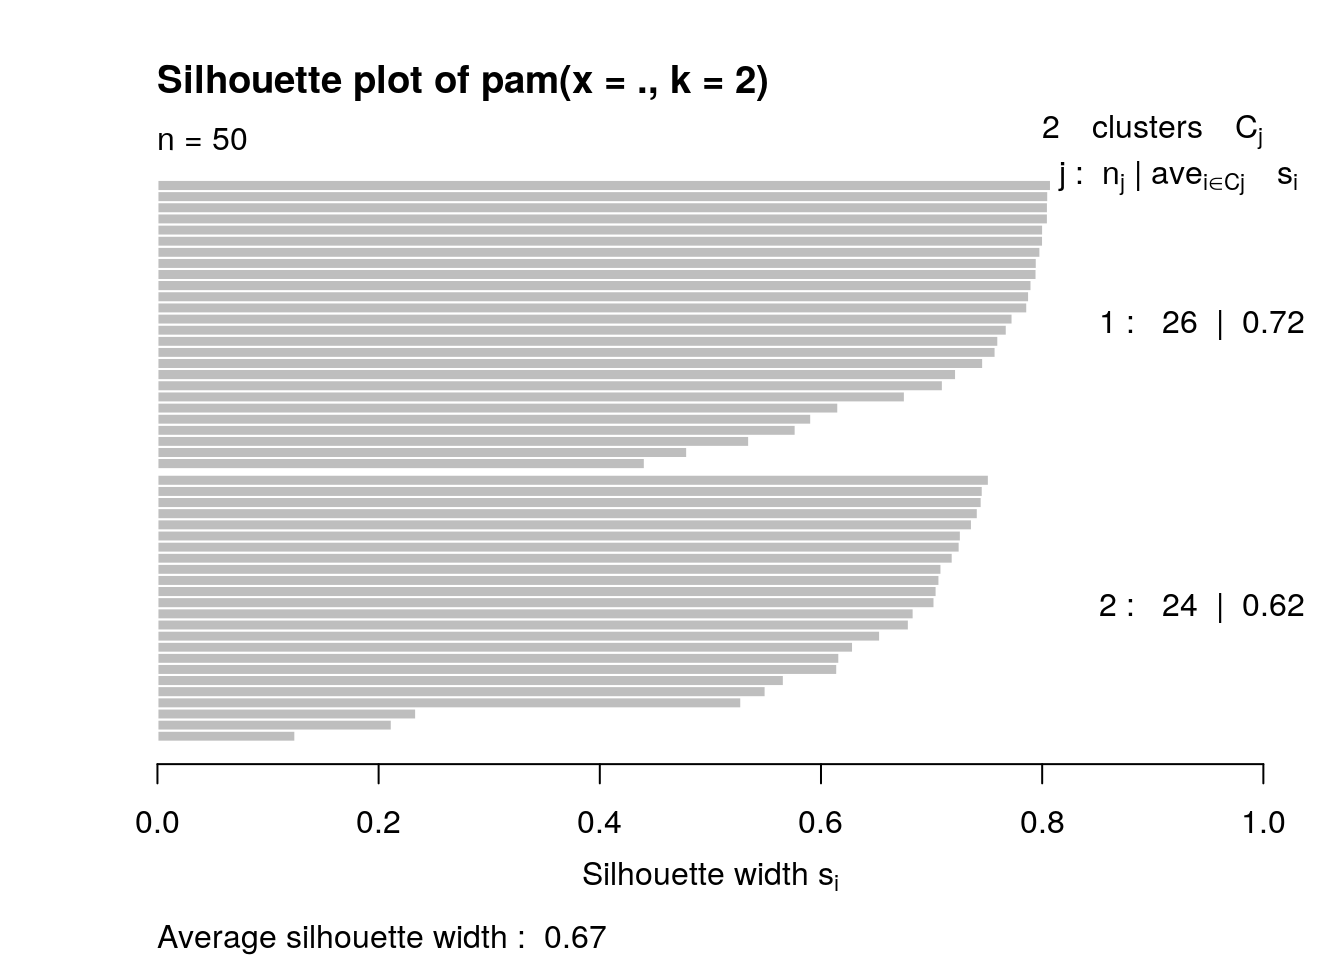 Silhouette plot of pam(x = ., k = 2)
n = 50
2 clusters Cj
j : nj | avei∈Cj si
1 : 26 | 0.72
2 : 24 | 0.62
0.0 0.2 0.4 0.6 0.8 1.0
Silhouette width si
Average silhouette width : 0.67